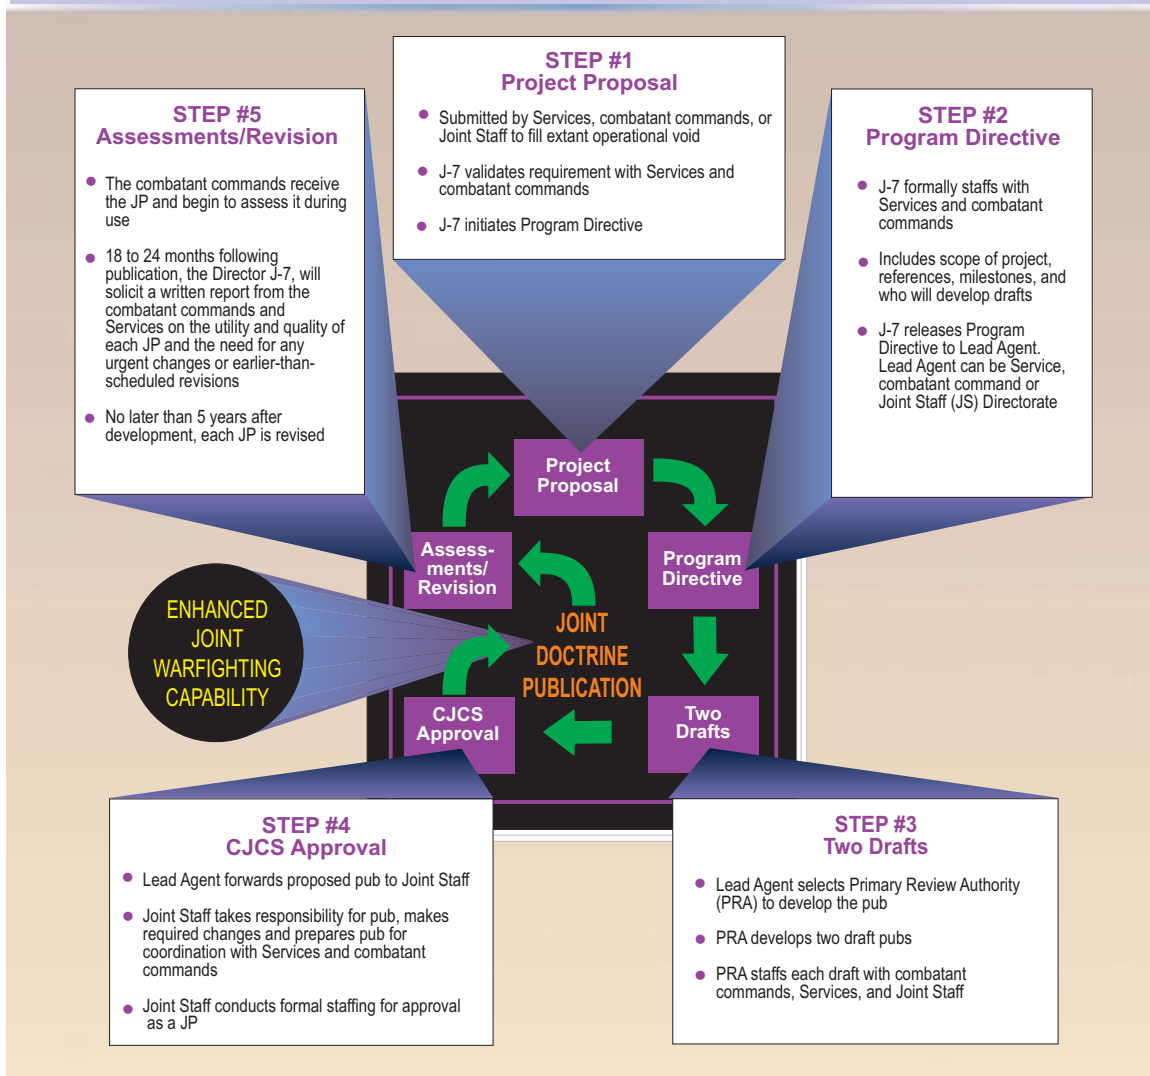 STEP #1
Project Proposal
• Submitted by Services, combatant commands, or
Joint Staff to fill extant operational void
• J-7 validates requirement with Services and
combatant commands
• J-7 initiates Program Directive
STEP #2
Program Directive
• J-7 formally staffs with
Services and combatant
commands
• Includes scope of project,
references, milestones, and
who will develop drafts
• J-7 releases Program
Directive to Lead Agent.
Lead Agent can be Service,
combatant command or
Joint Staff (JS) Directorate
STEP #5
Assessments/Revision
• The combatant commands receive
the JP and begin to assess it during
use
• 18 to 24 months following
publication, the Director J-7, will
solicit a written report from the
combatant commands and
Services on the utility and quality of
each JP and the need for any
urgent changes or earlier-than-
scheduled revisions
• No later than 5 years after
development, each JP is revised
Project
Proposal
Assess-
ments/
Revision
Program
Directive
ENHANCED
JOINT
WARFIGHTING
CAPABILITY
JOINT
DOCTRINE
PUBLICATION
CJCS
Approval
Two
Drafts
STEP #4
CJCS Approval
• Lead Agent forwards proposed pub to Joint Staff
• Joint Staff takes responsibility for pub, makes
required changes and prepares pub for
coordination with Services and combatant
commands
• Joint Staff conducts formal staffing for approval
as a JP
STEP #3
Two Drafts
• Lead Agent selects Primary Review Authority
(PRA) to develop the pub
• PRA develops two draft pubs
• PRA staffs each draft with combatant
commands, Services, and Joint Staff